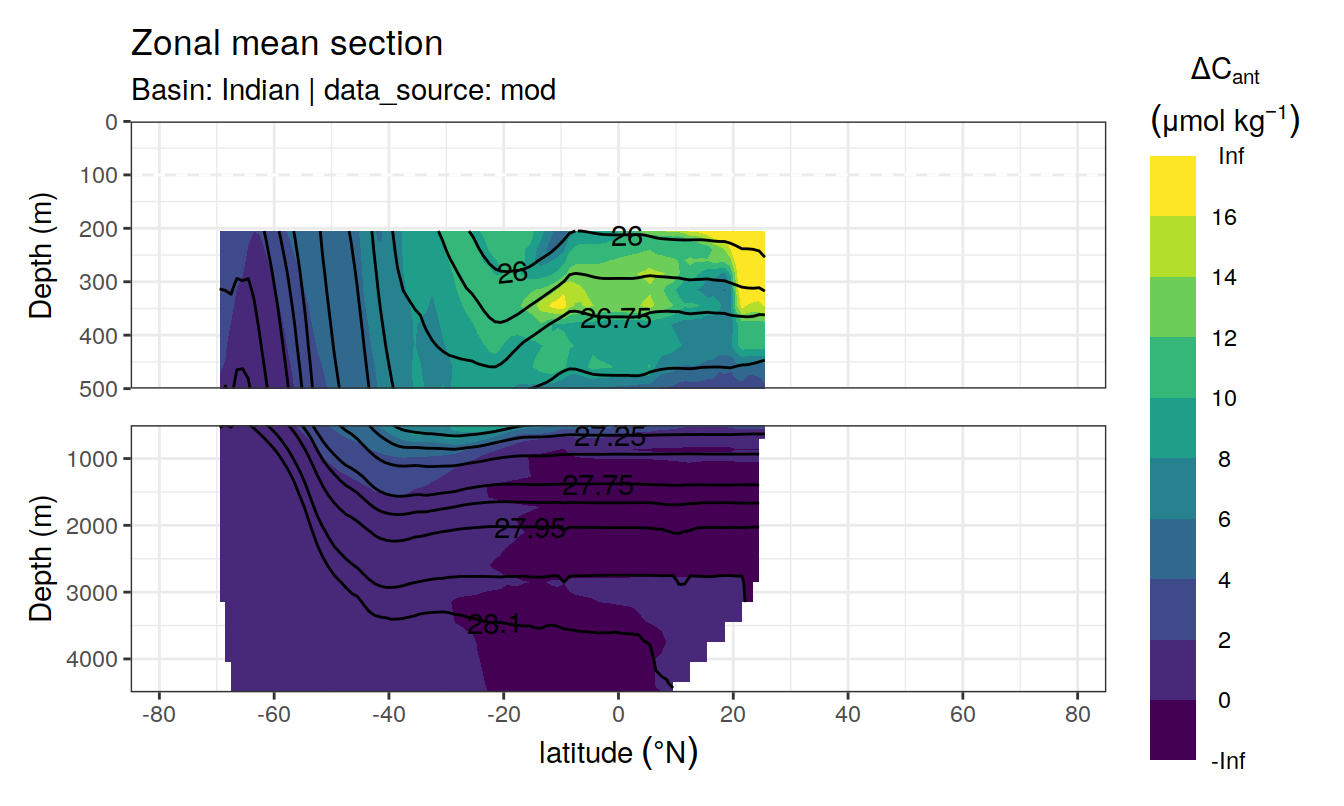 Zonal mean section
Basin: Indian | data_source: mod
ΔCant
(μmol kg⁻¹)
Inf
16
14
12
10
8
6
4
2
0
-Inf
Depth (m)
0
100
200
300
400
500
26
26
26.75
Depth (m)
1000
2000
3000
4000
27.25
27.75
27.95
28.1
-80 -60 -40 -20 0 20 40 60 80
latitude (°N)